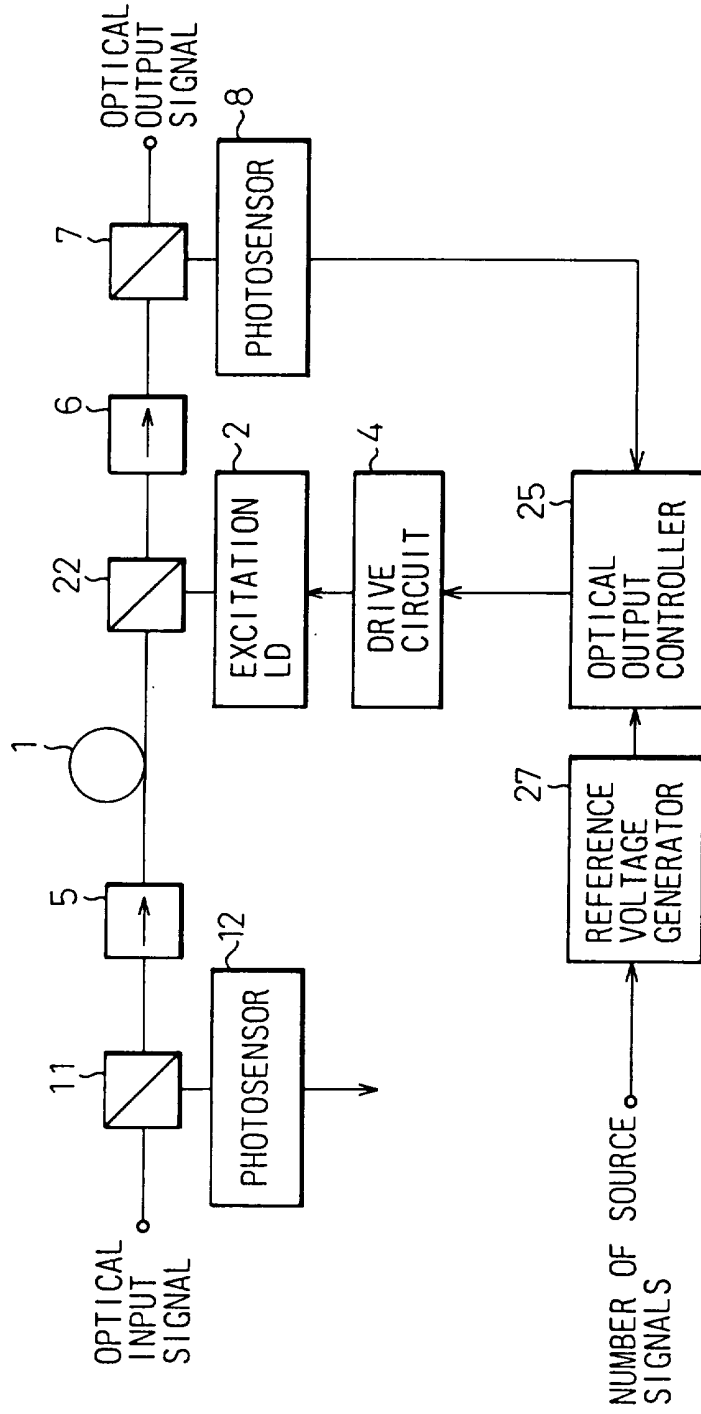 OPTICAL
INPUT
SIGNAL
11
PHOTOSENSOR
12
5
1
22
EXCITATION
LD
2
DRIVE
CIRCUIT
4
6
7
OPTICAL
OUTPUT
SIGNAL
PHOTOSENSOR
8
NUMBER OF SOURCE
SIGNALS
27
REFERENCE
VOLTAGE
GENERATOR
25
OPTICAL
OUTPUT
CONTROLLER